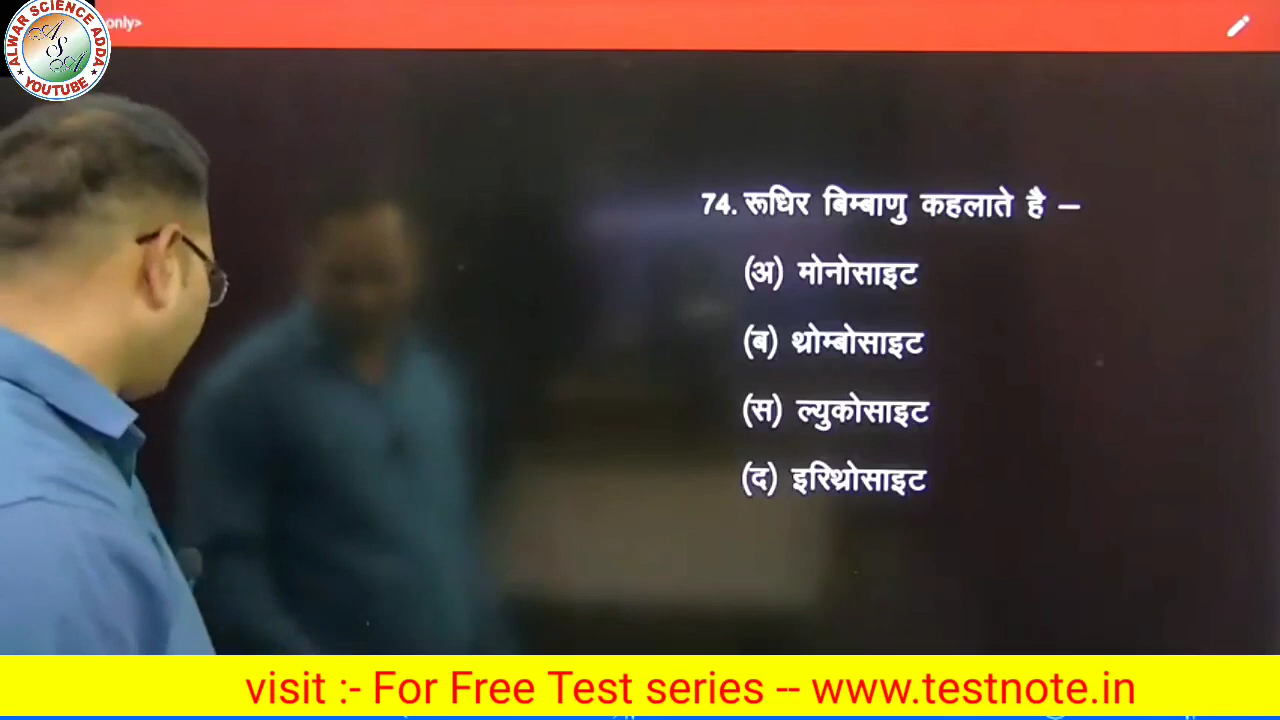 ALWAR SCIENCE ADDA
ASA
YOUTUBE
only>
74. रूधिर बिम्बाणु कहलाते है –
(अ) मोनोसाइट
(ब) थ्रोम्बोसाइट
(स) ल्युकोसाइट
(द) इरिथ्रोसाइट
visit :- For Free Test series -- www.testnote.in